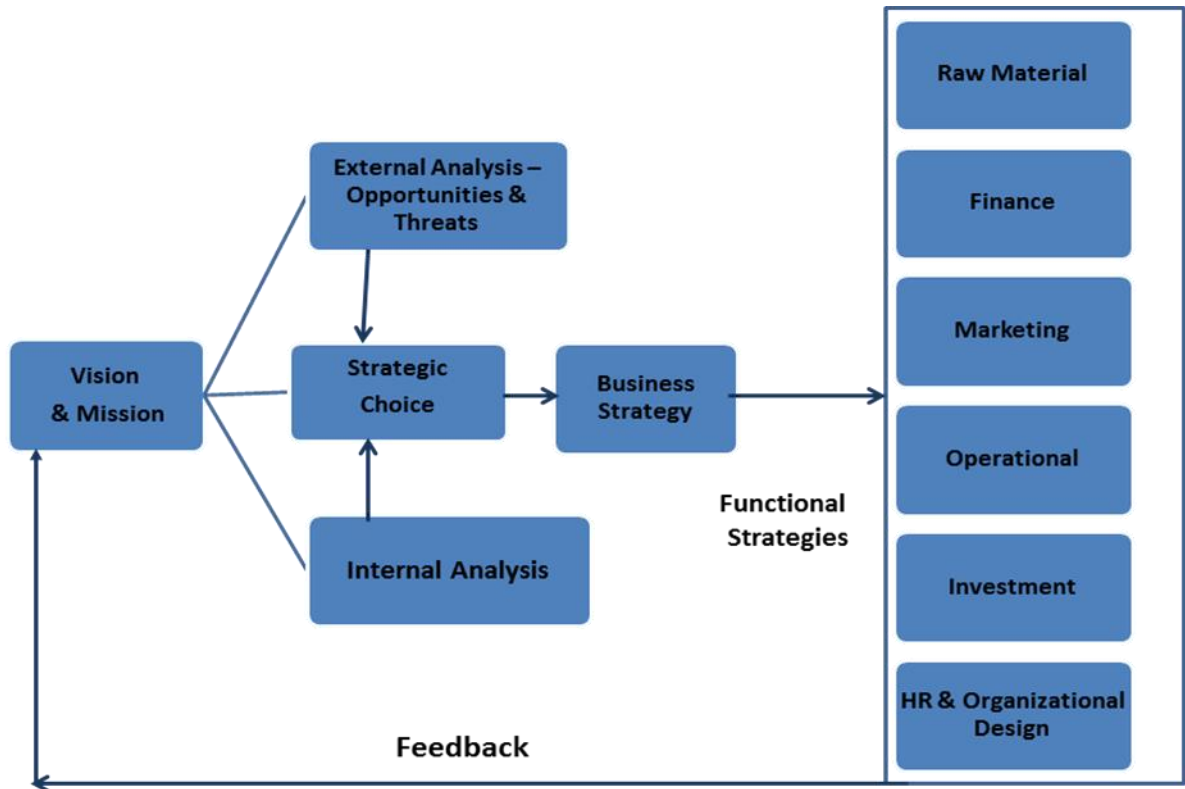 Vision
& Mission
External Analysis –
Opportunities &
Threats
Strategic
Choice
Internal Analysis
Business
Strategy
Functional
Strategies
Raw Material
Finance
Marketing
Operational
Investment
HR & Organizational
Design
Feedback